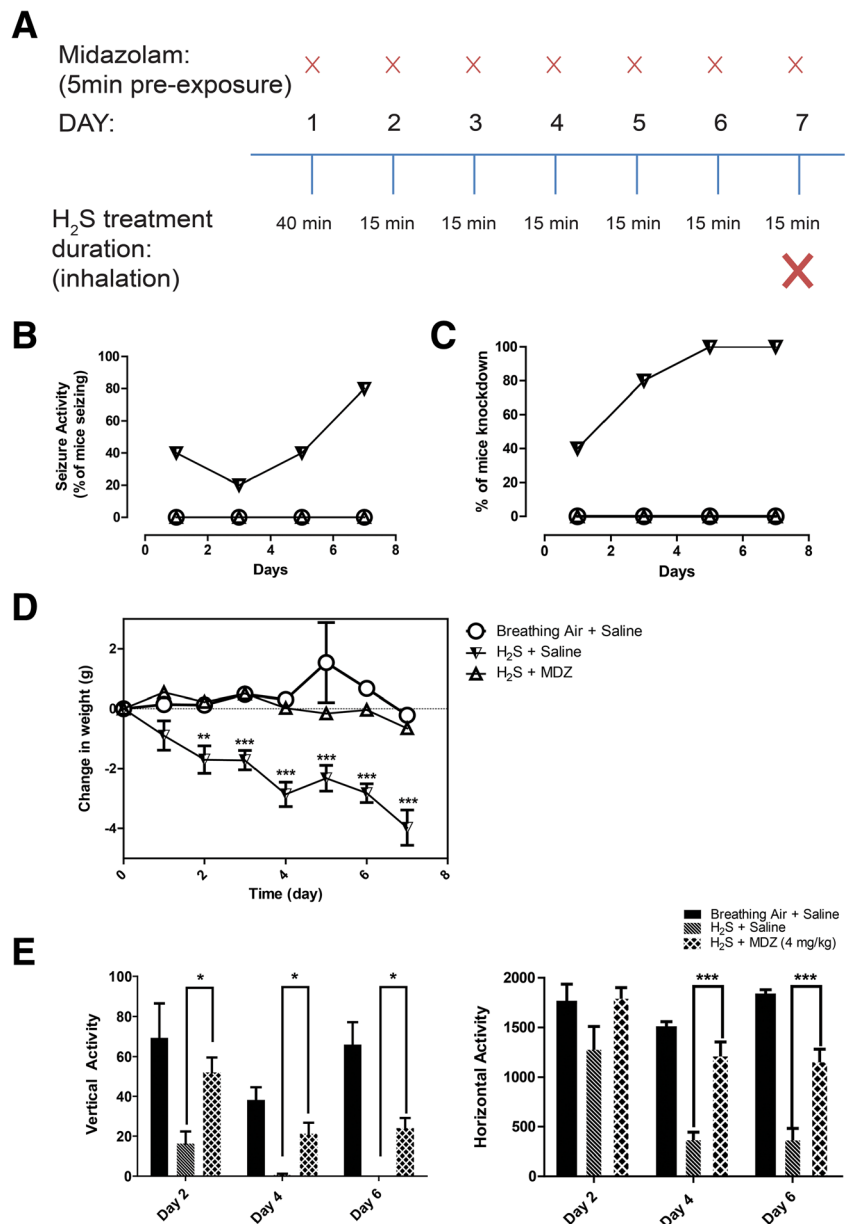 A
Midazolam:
(5min pre-exposure)
DAY: 1 2 3 4 5 6 7
H₂S treatment
duration:
(inhalation)
40 min 15 min 15 min 15 min 15 min 15 min 15 min
B
Seizure Activity
(% of mice seizing)
100
80
60
40
20
0
0 2 4 6 8
Days
C
% of mice knockdown
100
80
60
40
20
0
0 2 4 6 8
Days
D
Change in weight (g)
2
0
-2
-4
** *** *** *** *** ***
0 2 4 6 8
Time (day)
Breathing Air + Saline
H₂S + Saline
H₂S + MDZ
E
Breathing Air + Saline
H₂S + Saline
H₂S + MDZ (4 mg/kg)
Vertical Activity
100
80
60
40
20
0
* * *
Day 2 Day 4 Day 6
Horizontal Activity
2000
1500
1000
500
0
*** ***
Day 2 Day 4 Day 6